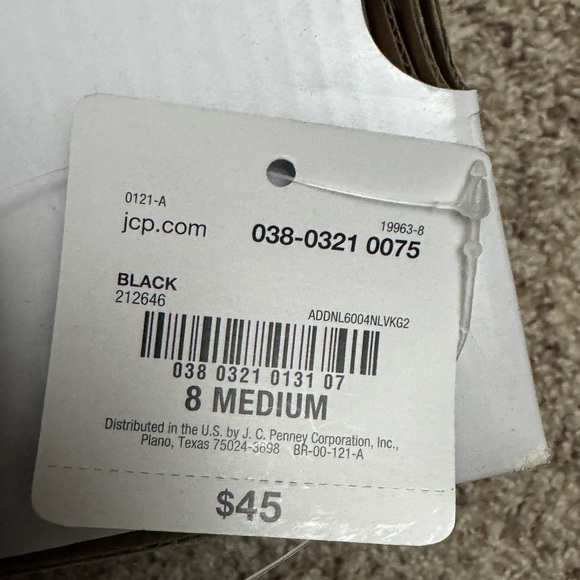 0121-A
jcp.com
19963-8
038-0321 0075
BLACK
212646
ADDNL6004NLVKG2
038 0321 0131 07
8 MEDIUM
Distributed in the U.S. by J. C. Penney Corporation, Inc.,
Plano, Texas 75024-3698 BR-00-121-A
$45